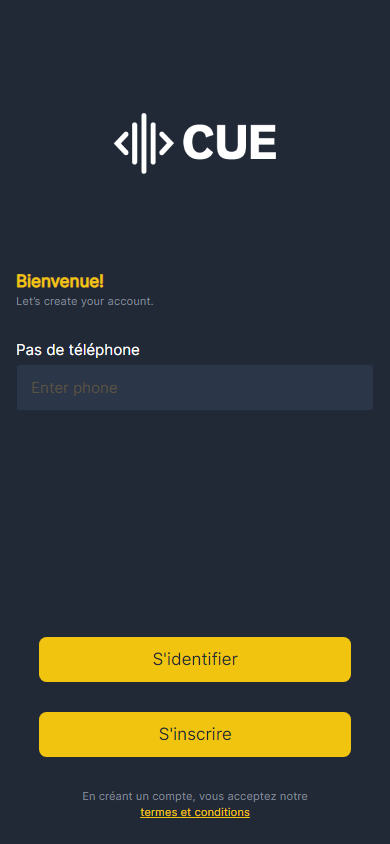 CUE
Bienvenue!
Let's create your account.
Pas de téléphone
Enter phone
S'identifier
S'inscrire
En créant un compte, vous acceptez notre
termes et conditions